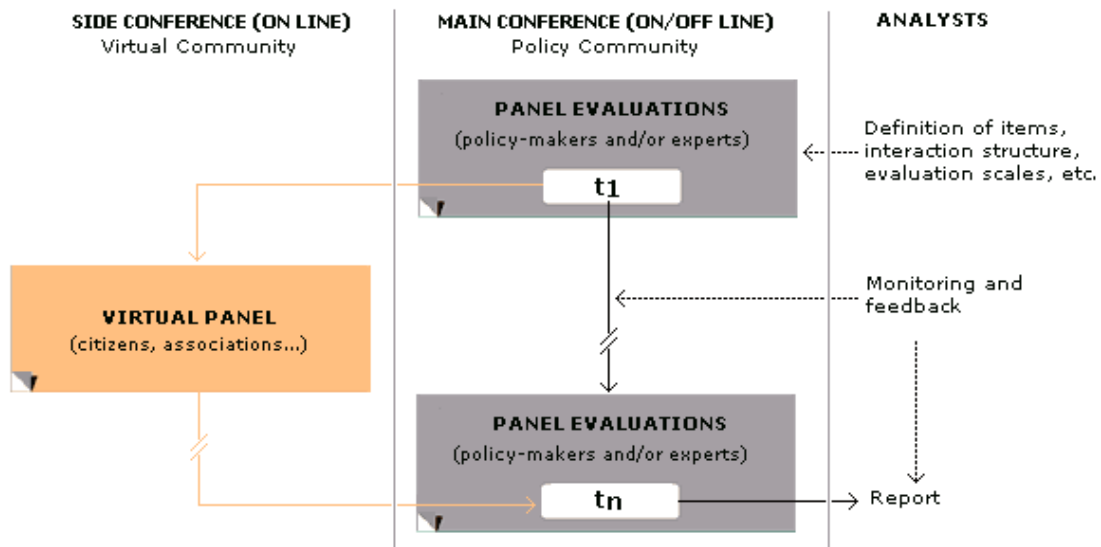 SIDE CONFERENCE (ON LINE)
Virtual Community
MAIN CONFERENCE (ON/OFF LINE)
Policy Community
ANALYSTS
PANEL EVALUATIONS
(policy-makers and/or experts)
t1
Definition of items,
interaction structure,
evaluation scales, etc.
VIRTUAL PANEL
(citizens, associations...)
Monitoring and
feedback
PANEL EVALUATIONS
(policy-makers and/or experts)
tn
Report